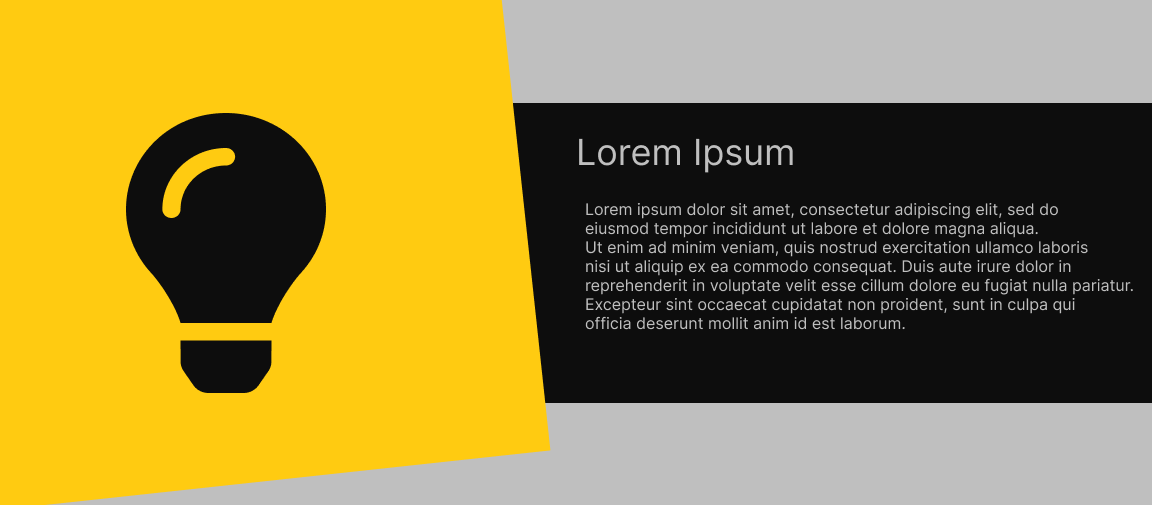 Lorem Ipsum
Lorem ipsum dolor sit amet, consectetur adipiscing elit, sed do
eiusmod tempor incididunt ut labore et dolore magna aliqua.
Ut enim ad minim veniam, quis nostrud exercitation ullamco laboris
nisi ut aliquip ex ea commodo consequat. Duis aute irure dolor in
reprehenderit in voluptate velit esse cillum dolore eu fugiat nulla pariatur.
Excepteur sint occaecat cupidatat non proident, sunt in culpa qui
officia deserunt mollit anim id est laborum.